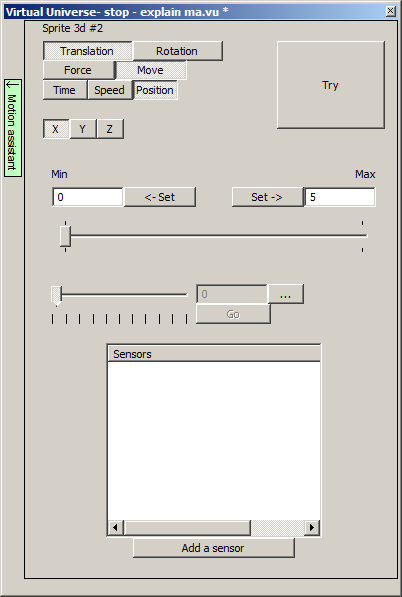 Virtual Universe- stop - explain ma.vu *
Sprite 3d #2
Translation Rotation
Force Move
Try
Time Speed Position
Motion assistant
X Y Z
Min Max
0 <- Set Set -> 5
0 ...
Go
Sensors
Add a sensor